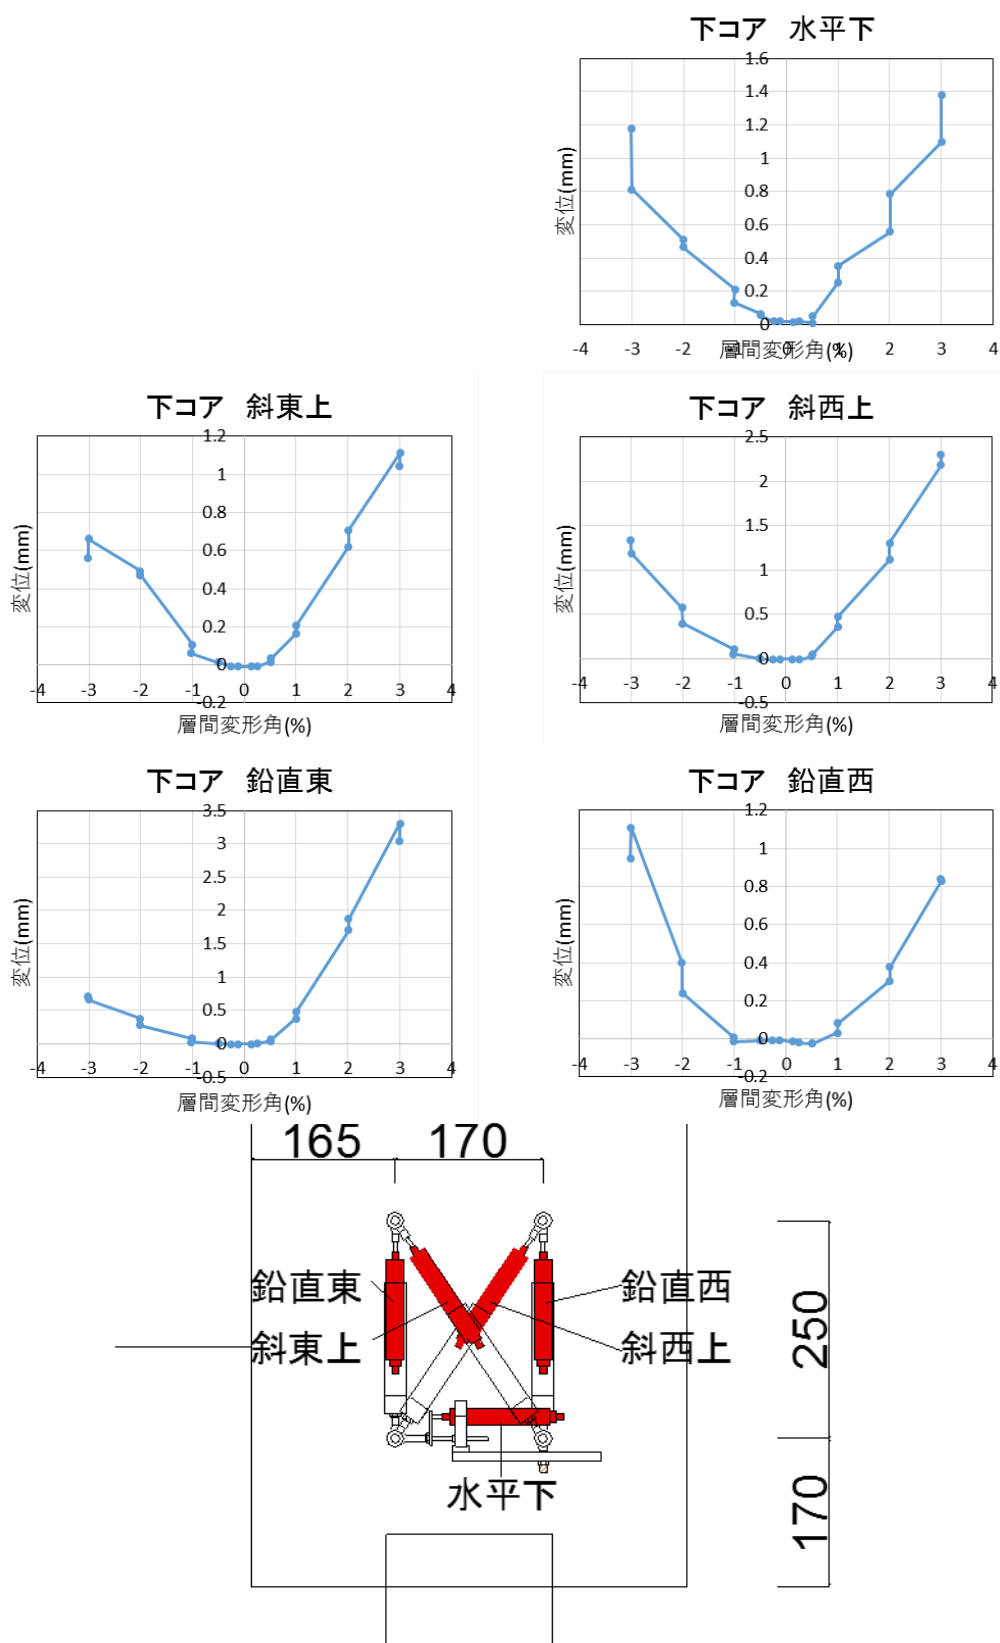 下コア 水平下
変位(mm)
1.6
1.4
1.2
1
0.8
0.6
0.4
0.2
0
-4 -3 -2 -1 0 1 2 3 4
層間変形角(%)
下コア 斜東上
変位(mm)
1.2
1
0.8
0.6
0.4
0.2
0
-0.2
-4 -3 -2 -1 0 1 2 3 4
層間変形角(%)
下コア 斜西上
変位(mm)
2.5
2
1.5
1
0.5
0
-0.5
-4 -3 -2 -1 0 1 2 3 4
層間変形角(%)
下コア 鉛直東
変位(mm)
3.5
3
2.5
2
1.5
1
0.5
0
-0.5
-4 -3 -2 -1 0 1 2 3 4
層間変形角(%)
下コア 鉛直西
変位(mm)
1.2
1
0.8
0.6
0.4
0.2
0
-0.2
-4 -3 -2 -1 0 1 2 3 4
層間変形角(%)
165 170
鉛直東 鉛直西
斜東上 斜西上
250
水平下
170